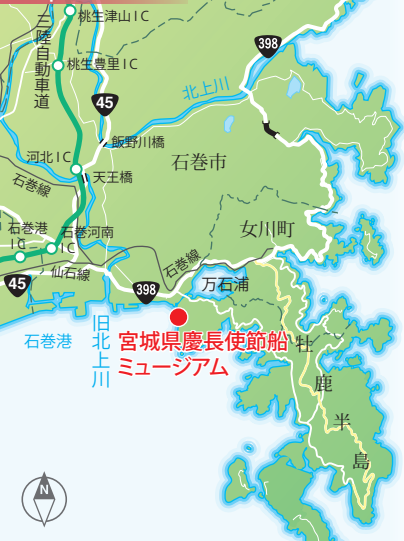 桃生津山IC
三陸自動車道
桃生豊里IC
398
北上川
45
飯野川橋
石巻市
河北IC
天王橋
石巻線
女川町
石巻港
IC
石巻河南
IC
石巻線
仙石線
万石浦
45
398
石巻港
旧北上川
宮城県慶長使節船
ミュージアム
牡鹿半島
N